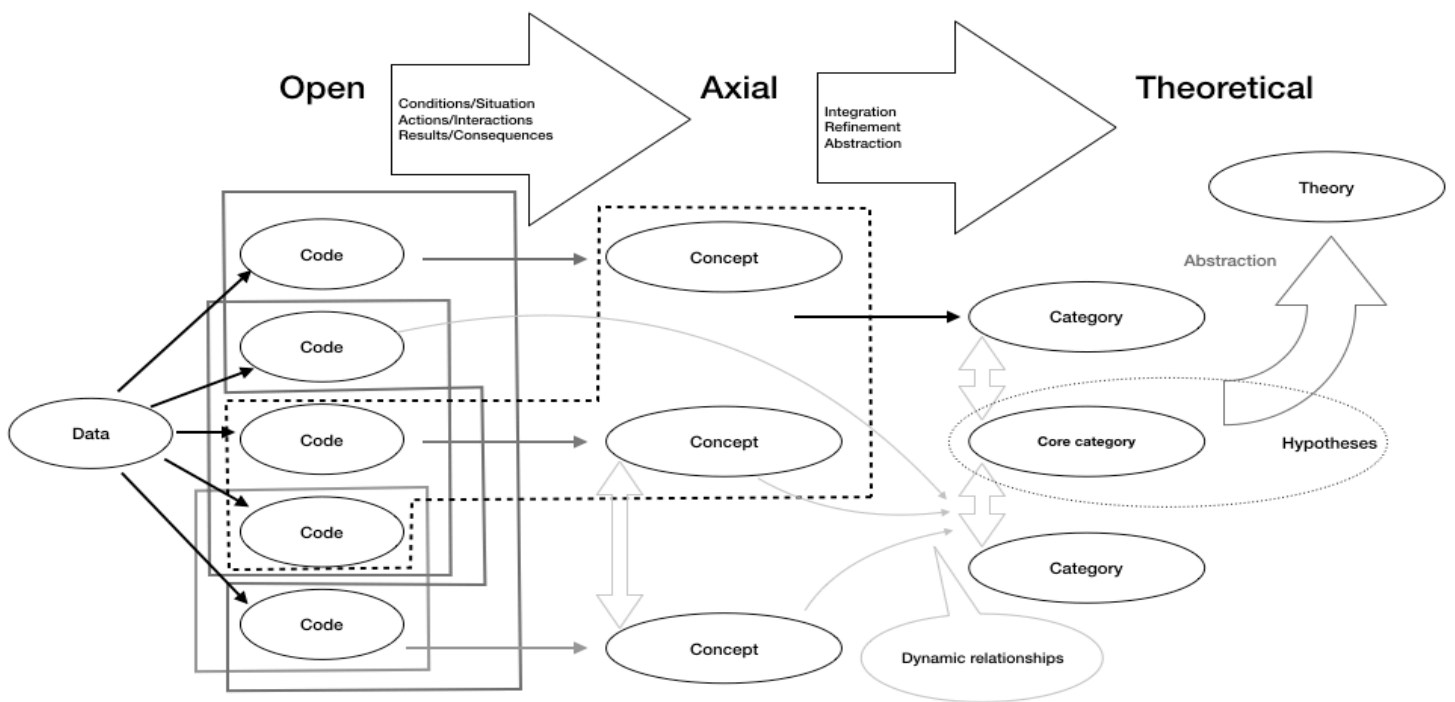 Open
Conditions/Situation
Actions/Interactions
Results/Consequences
Axial
Integration
Refinement
Abstraction
Theoretical
Theory
Code
Concept
Abstraction
Category
Code
Data
Code
Concept
Core category
Hypotheses
Code
Category
Code
Concept
Dynamic relationships